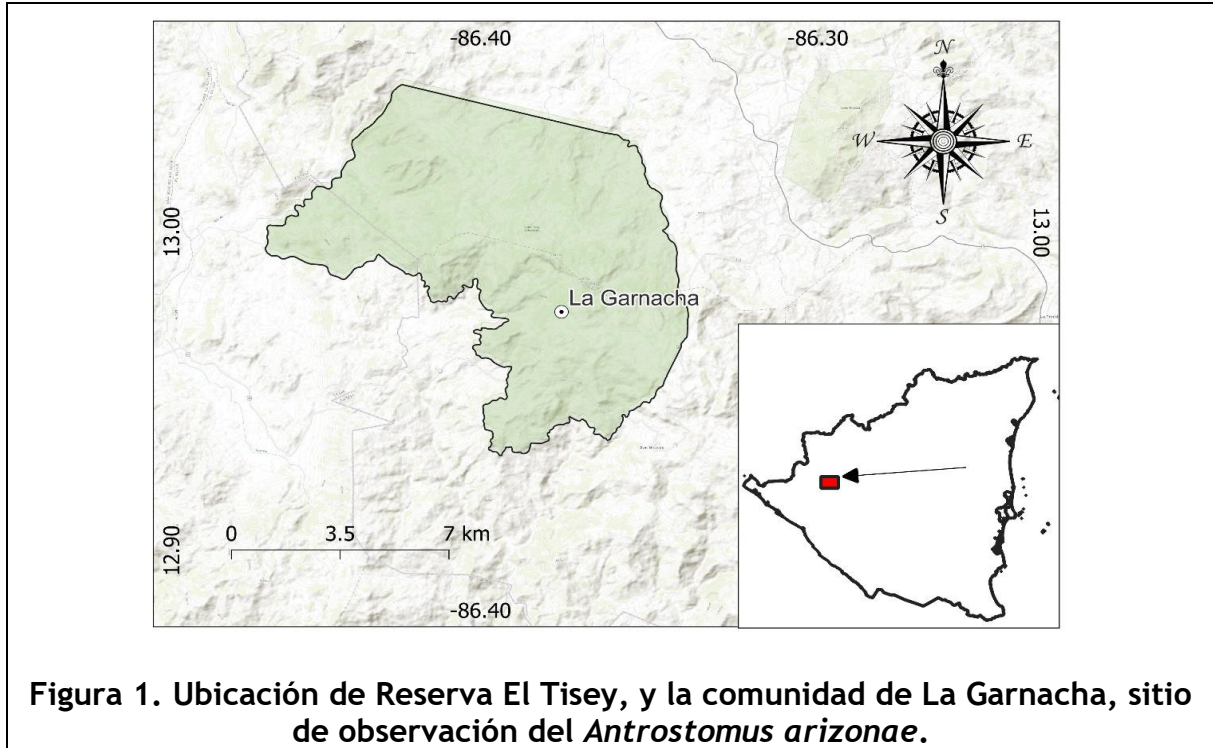 -86.40
-86.30
N
W
E
S
13.00
13.00
La Garnacha
12.90
0
3.5
7 km
-86.40
Figura 1. Ubicación de Reserva El Tisey, y la comunidad de La Garnacha, sitio
de observación del Antrostomus arizonae.